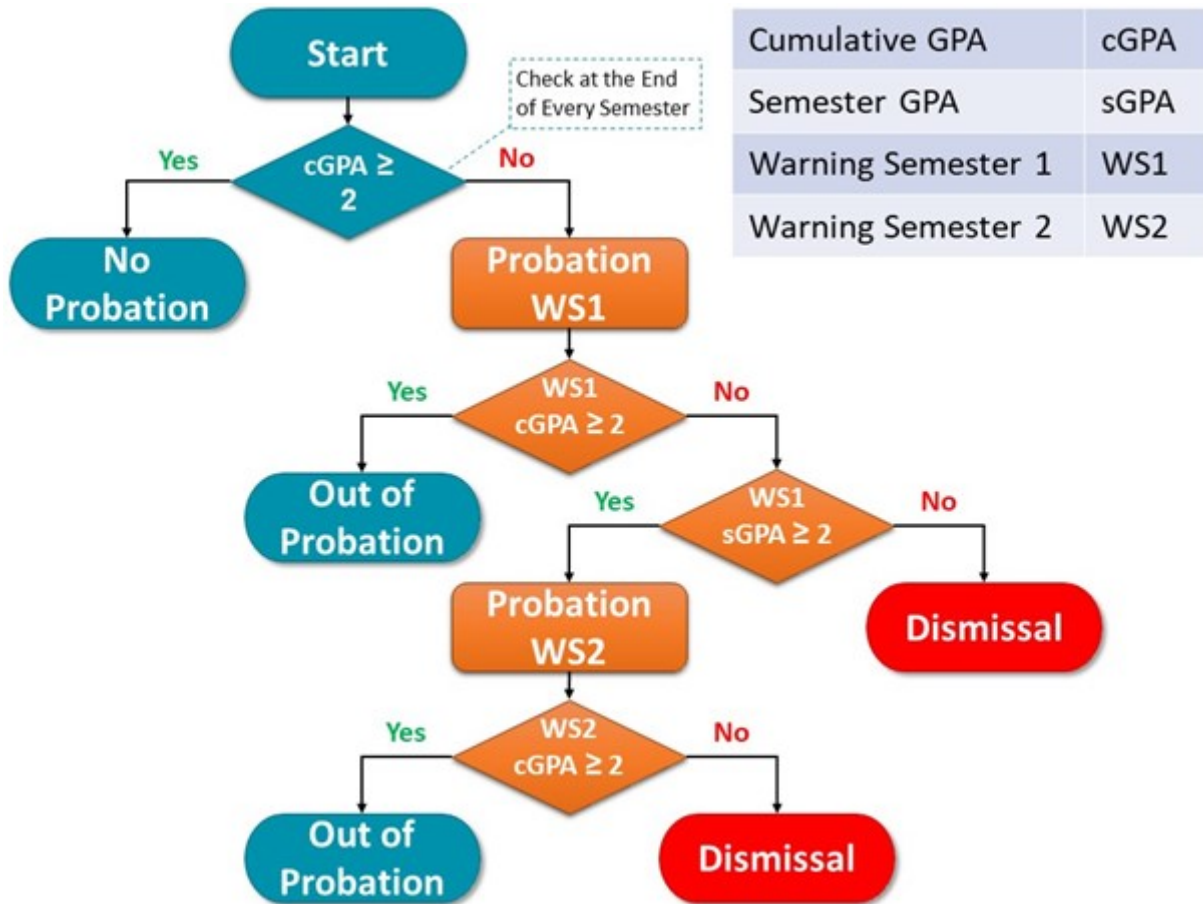 Start
Check at the End
of Every Semester
Yes
cGPA ≥
2
No
No
Probation
Probation
WS1
Yes
WS1
cGPA ≥ 2
No
Out of
Probation
Yes
WS1
sGPA ≥ 2
No
Probation
WS2
Dismissal
Yes
WS2
cGPA ≥ 2
No
Out of
Probation
Dismissal
Cumulative GPA cGPA
Semester GPA sGPA
Warning Semester 1 WS1
Warning Semester 2 WS2